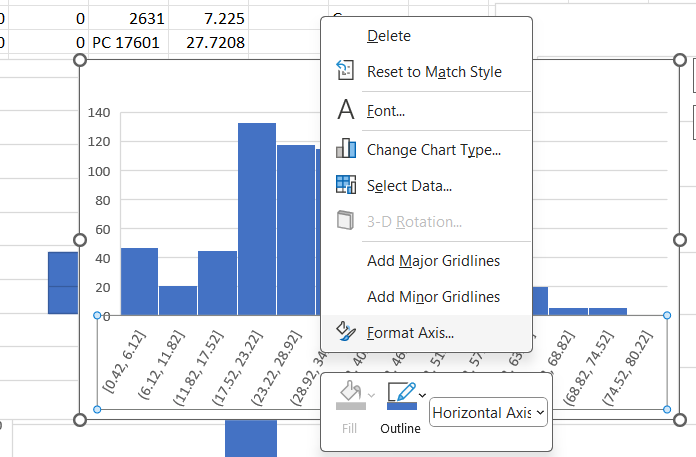 0 0 2631 7.225
0 0 PC 17601 27.7208
Delete
Reset to Match Style
Font...
Change Chart Type...
Select Data...
3-D Rotation...
Add Major Gridlines
Add Minor Gridlines
Format Axis...
140
120
100
80
60
40
20
0
[0.42, 6.12]
(6.12, 11.82]
(11.82, 17.52]
(17.52, 23.22]
(23.22, 28.92]
(28.92, 34
68.82]
(68.82, 74.52]
(74.52, 80.22]
Fill
Outline
Horizontal Axis